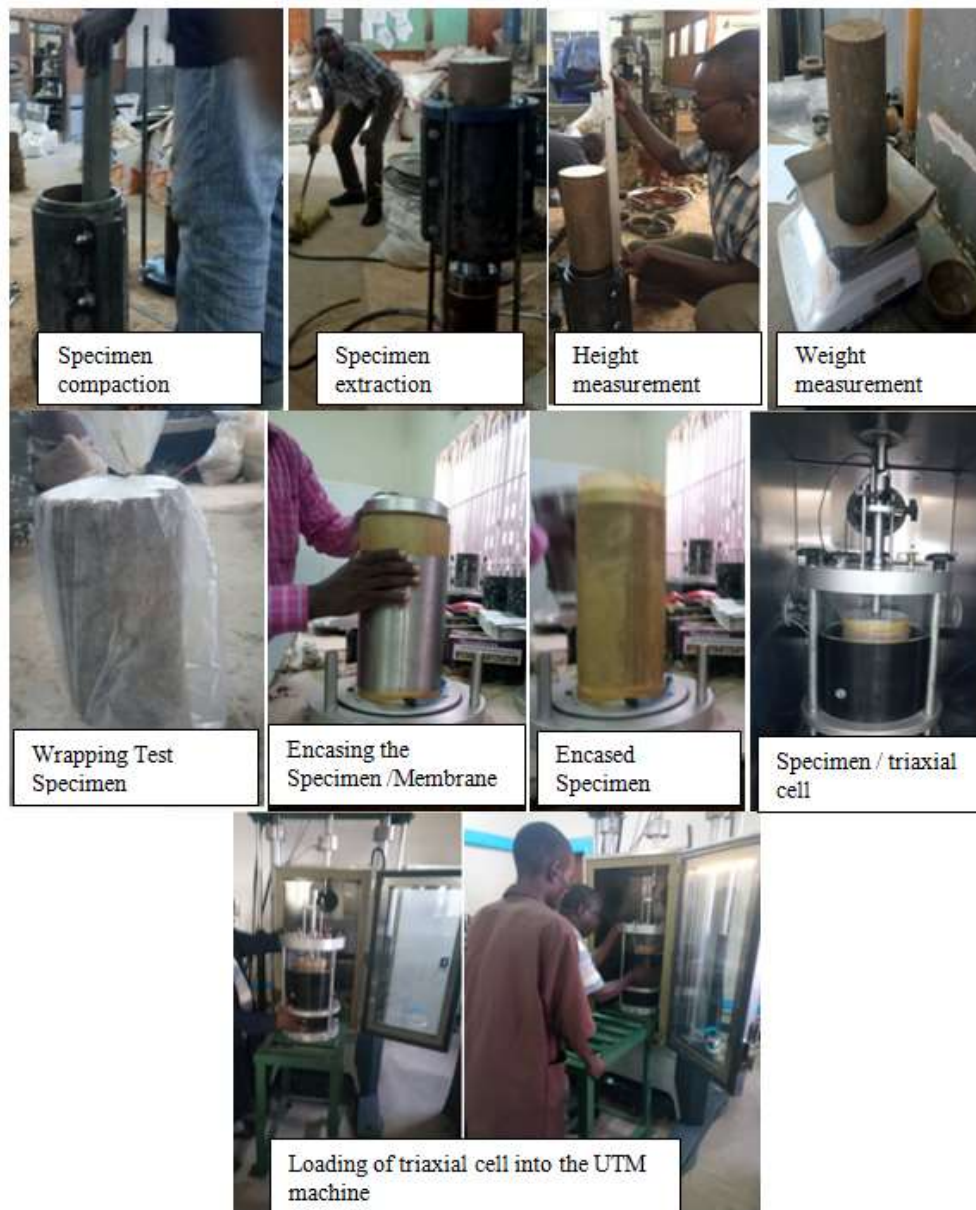 Specimen
compaction
Specimen
extraction
Height
measurement
Weight
measurement
Wrapping Test
Specimen
Encasing the
Specimen /Membrane
Encased
Specimen
Specimen / triaxial
cell
Loading of triaxial cell into the UTM
machine